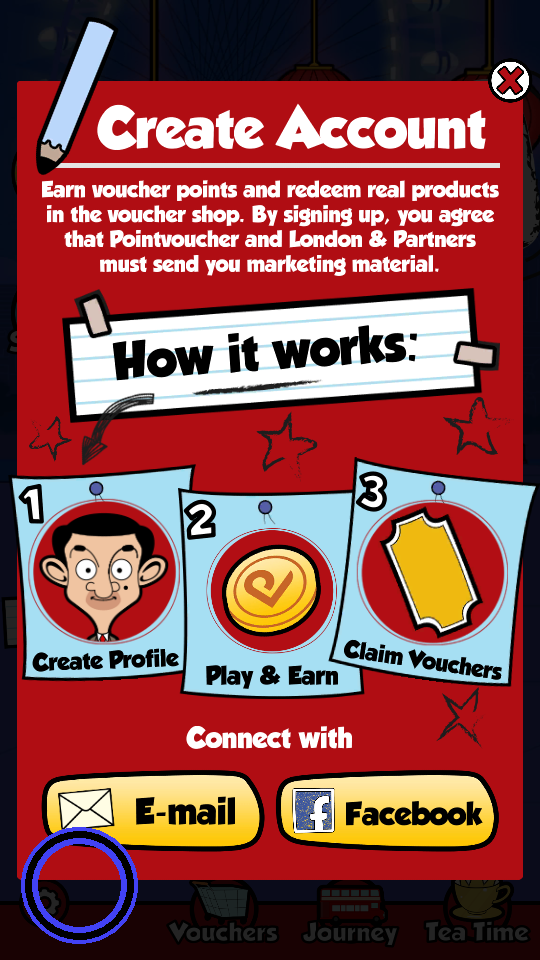 Create Account
Earn voucher points and redeem real products
in the voucher shop. By signing up, you agree
that Pointvoucher and London & Partners
must send you marketing material.
How it works:
1
2
3
Create Profile
Play & Earn
Claim Vouchers
Connect with
E-mail
Facebook
Vouchers
Journey
Tea Time